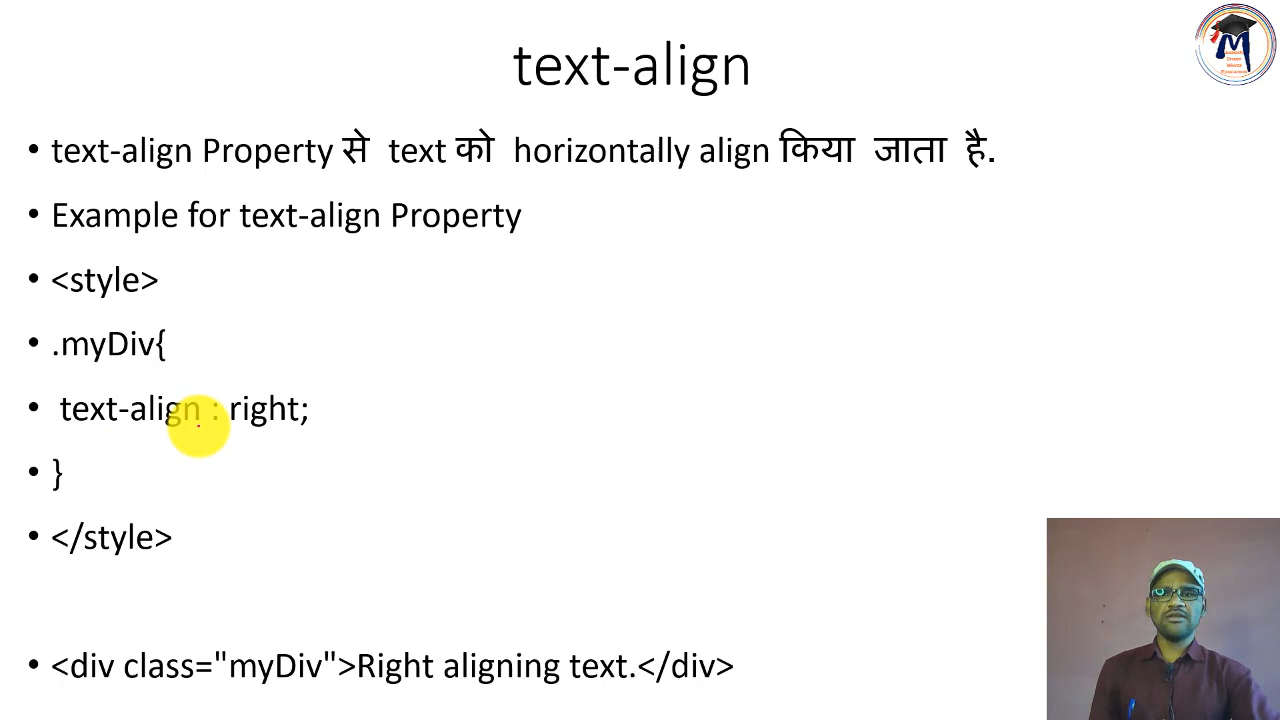 text-align
• text-align Property से text को horizontally align किया जाता है.
• Example for text-align Property
• <style>
• .myDiv{
• text-align : right;
• }
• </style>
• <div class="myDiv">Right aligning text.</div>